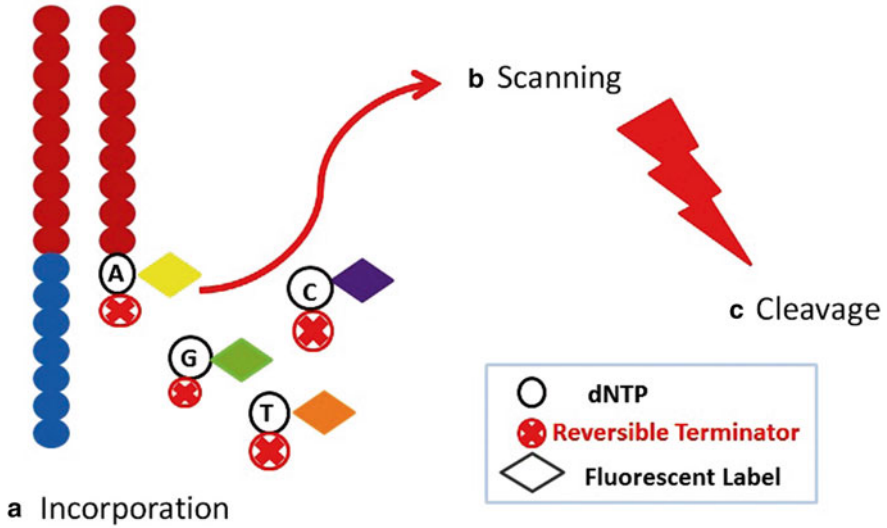 b Scanning
A
C
c Cleavage
G
T
dNTP
Reversible Terminator
Fluorescent Label
a Incorporation